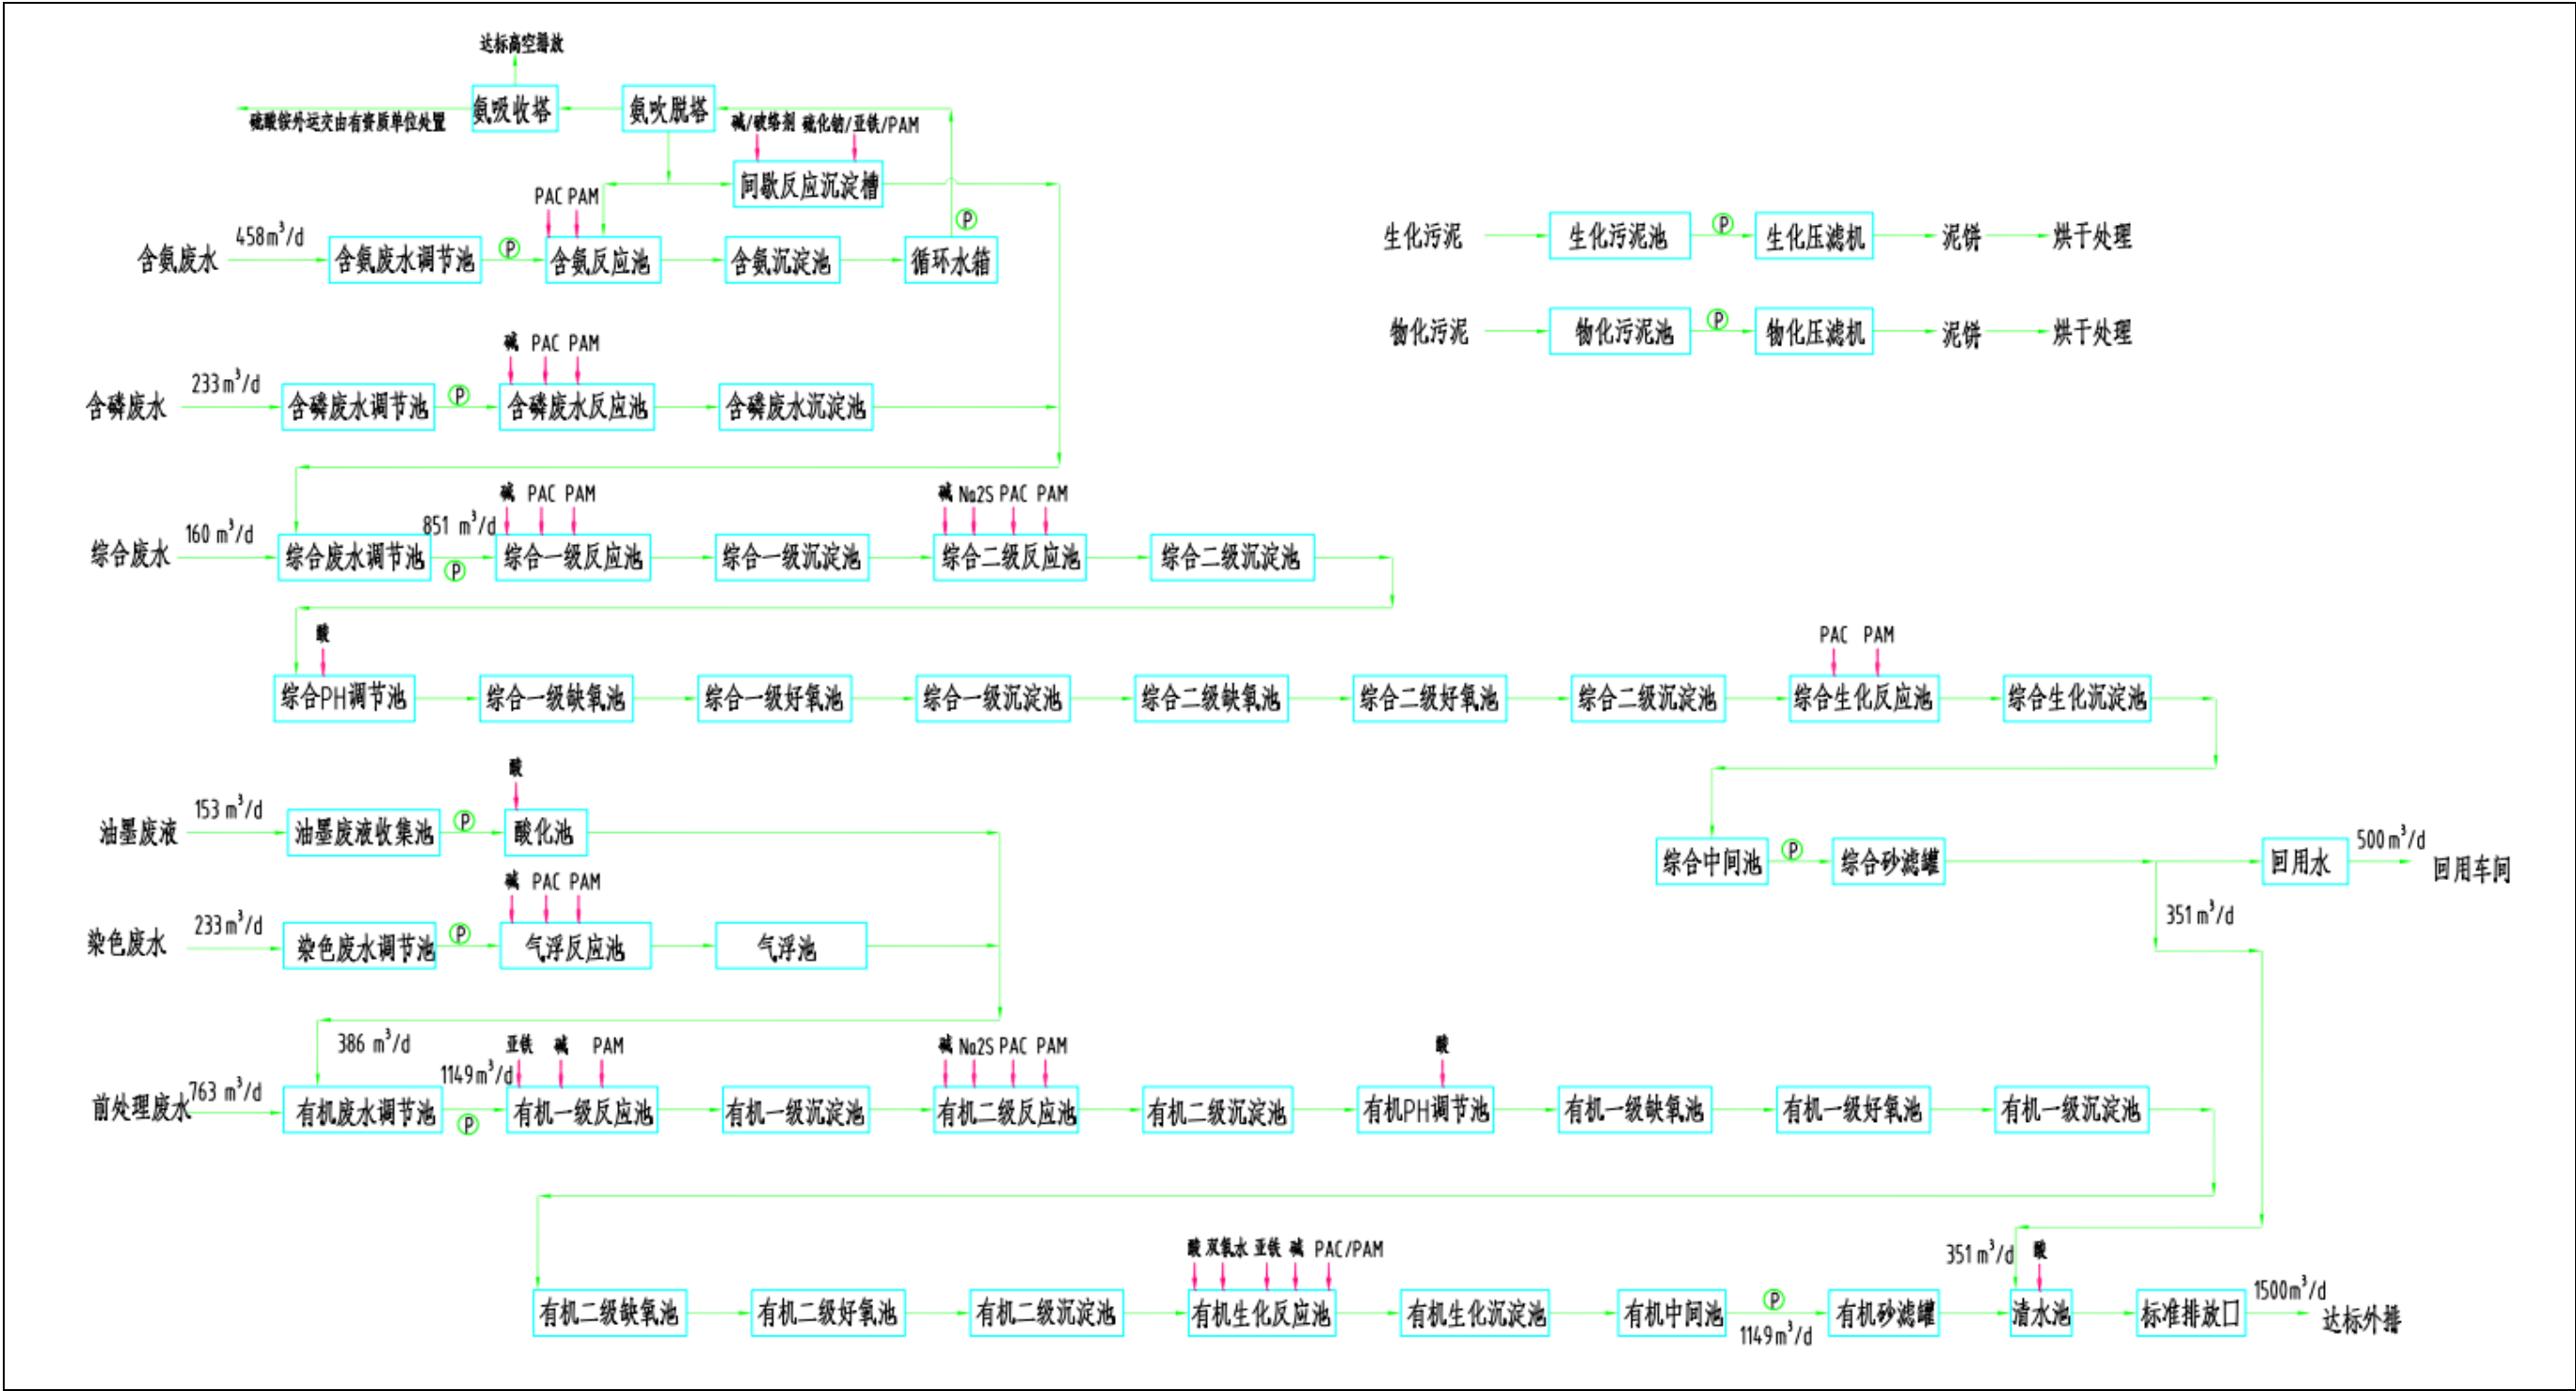 达标高空排放
氨吸收塔
氨吹脱塔
硫酸铵外运交由有资质单位处置
碱/破络剂 硫化钠/亚铁/PAM
间歇反应沉淀槽
PAC PAM
含氨废水 458m³/d 含氨废水调节池 P 含氨反应池 含氨沉淀池 循环水箱 P
生化污泥 生化污泥池 P 生化压滤机 泥饼 烘干处理
物化污泥 物化污泥池 P 物化压滤机 泥饼 烘干处理
碱 PAC PAM
含磷废水 233m³/d 含磷废水调节池 P 含磷废水反应池 含磷废水沉淀池
碱 PAC PAM 碱 Na2S PAC PAM
综合废水 160 m³/d 综合废水调节池 851 m³/d P 综合一级反应池 综合一级沉淀池 综合二级反应池 综合二级沉淀池
酸 PAC PAM
综合PH调节池 综合一级缺氧池 综合一级好氧池 综合一级沉淀池 综合二级缺氧池 综合二级好氧池 综合二级沉淀池 综合生化反应池 综合生化沉淀池
酸
油墨废液 153 m³/d 油墨废液收集池 P 酸化池
综合中间池 P 综合砂滤罐 回用水 500m³/d 回用车间
351 m³/d
碱 PAC PAM
染色废水 233m³/d 染色废水调节池 P 气浮反应池 气浮池
386 m³/d
亚铁 碱 PAM 碱 Na2S PAC PAM 酸
前处理废水 763 m³/d 有机废水调节池 1149m³/d P 有机一级反应池 有机一级沉淀池 有机二级反应池 有机二级沉淀池 有机PH调节池 有机一级缺氧池 有机一级好氧池 有机一级沉淀池
酸 双氧水 亚铁 碱 PAC/PAM 351 m³/d 酸
有机二级缺氧池 有机二级好氧池 有机二级沉淀池 有机生化反应池 有机生化沉淀池 有机中间池 P 1149m³/d 有机砂滤罐 清水池 标准排放口 1500m³/d 达标外排